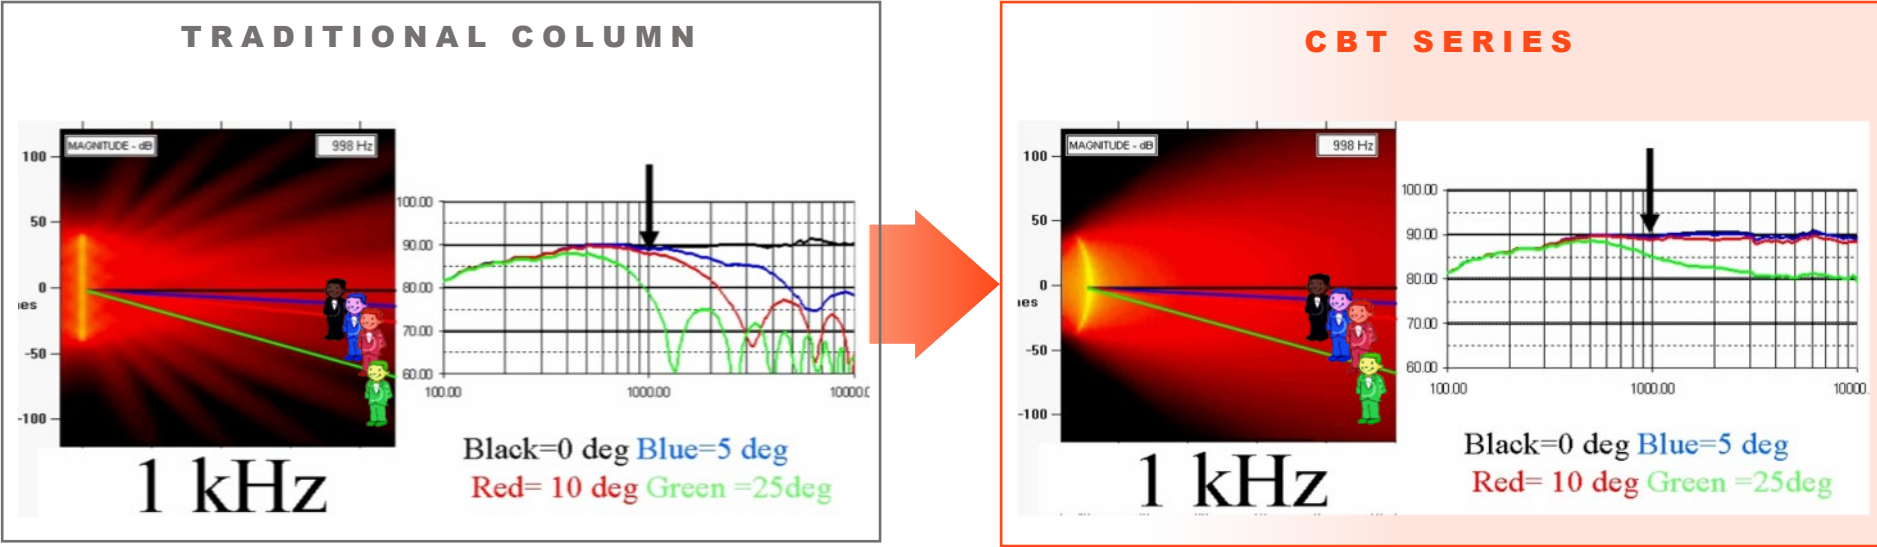 TRADITIONAL COLUMN
MAGNITUDE - dB
998 Hz
100
50
0
-50
-100
100.00
90.00
80.00
70.00
60.00
100.00
1000.00
Black=0 deg Blue=5 deg
Red= 10 deg Green =25deg
1 kHz
CBT SERIES
MAGNITUDE - dB
998 Hz
100
50
0
-50
-100
100.00
90.00
80.00
70.00
60.00
100.00
1000.00
Black=0 deg Blue=5 deg
Red= 10 deg Green =25deg
1 kHz